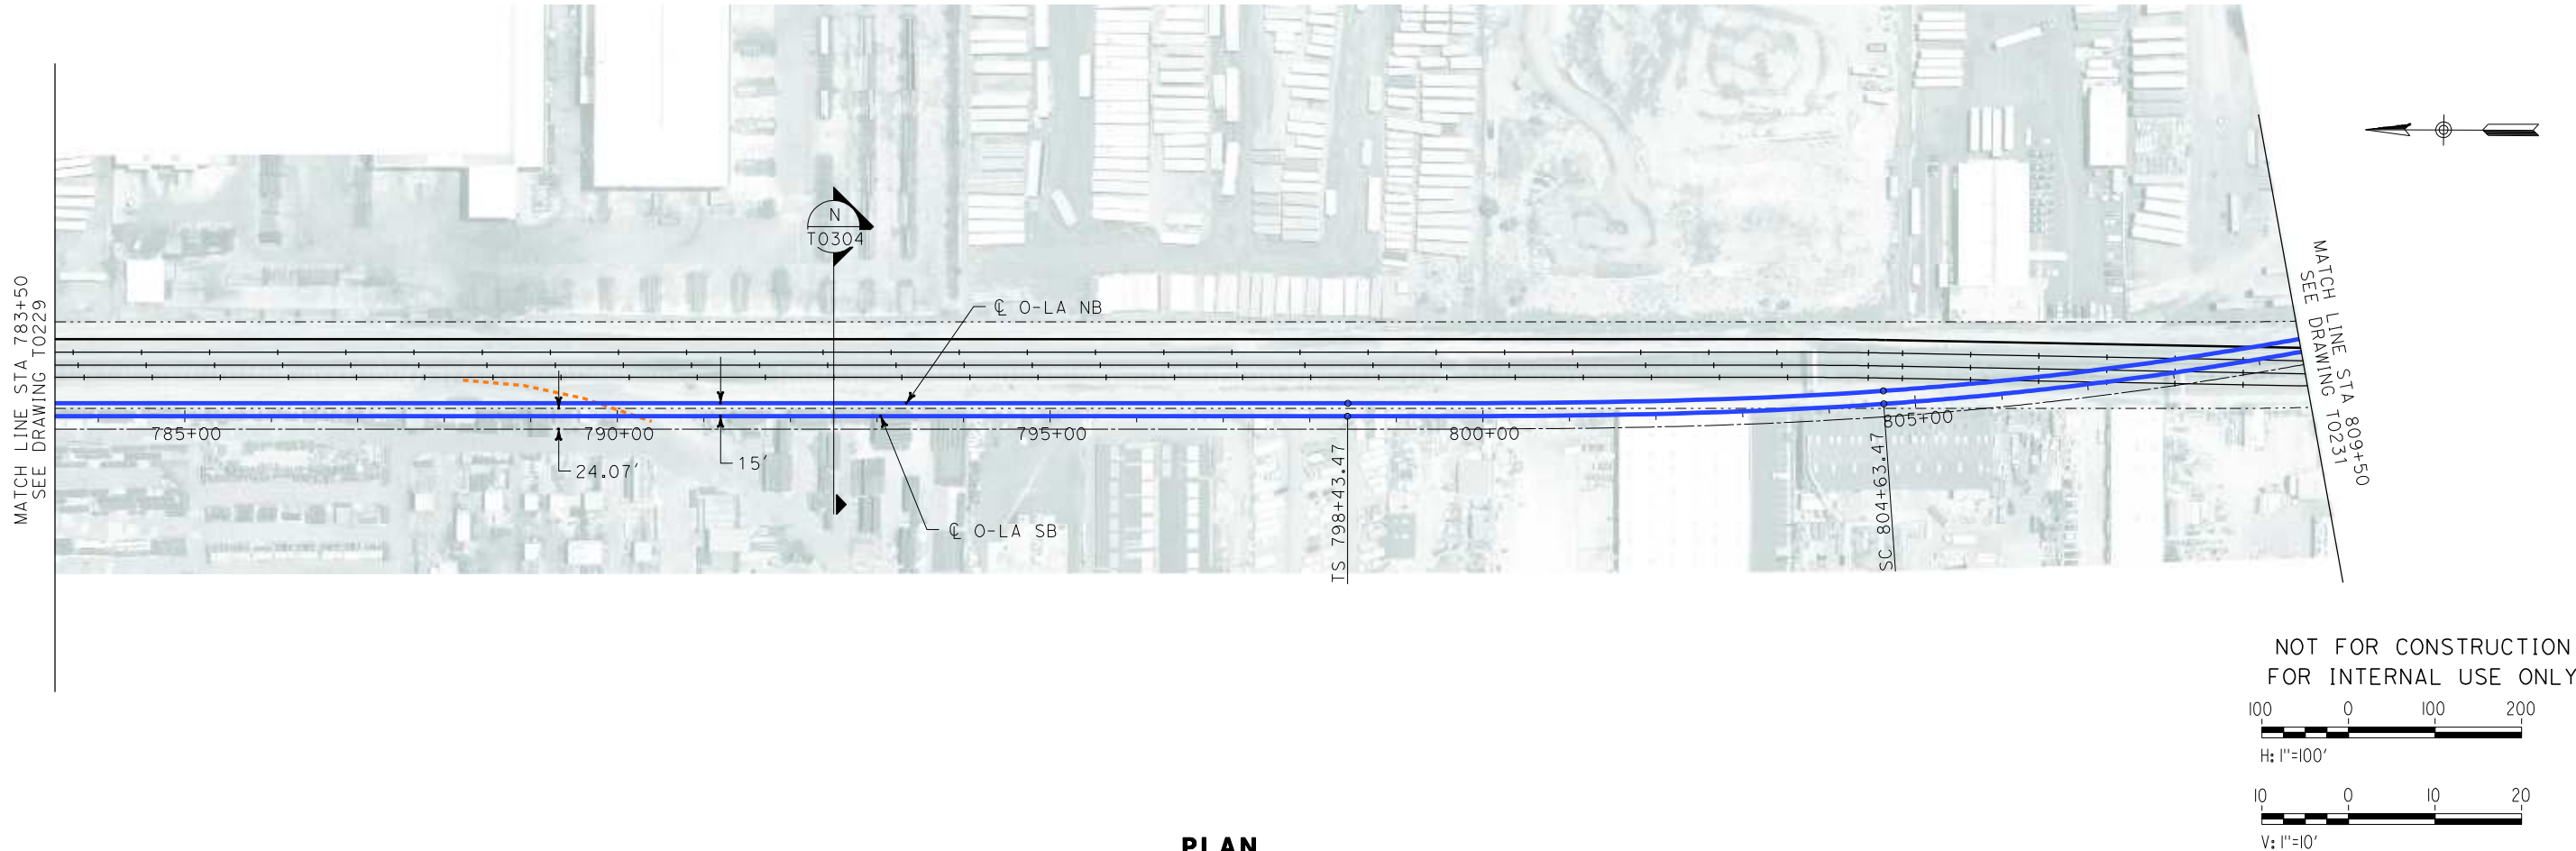 MATCH LINE STA 783+50
SEE DRAWING T0229
N
T0304
℄ O-LA NB
MATCH LINE STA 809+50
SEE DRAWING T0231
785+00
790+00
795+00
800+00
805+00
24.07'
15'
℄ O-LA SB
TS 798+43.47
SC 804+63.47
NOT FOR CONSTRUCTION
FOR INTERNAL USE ONLY
100 0 100 200
H: 1"=100'
10 0 10 20
V: 1"=10'
PLAN